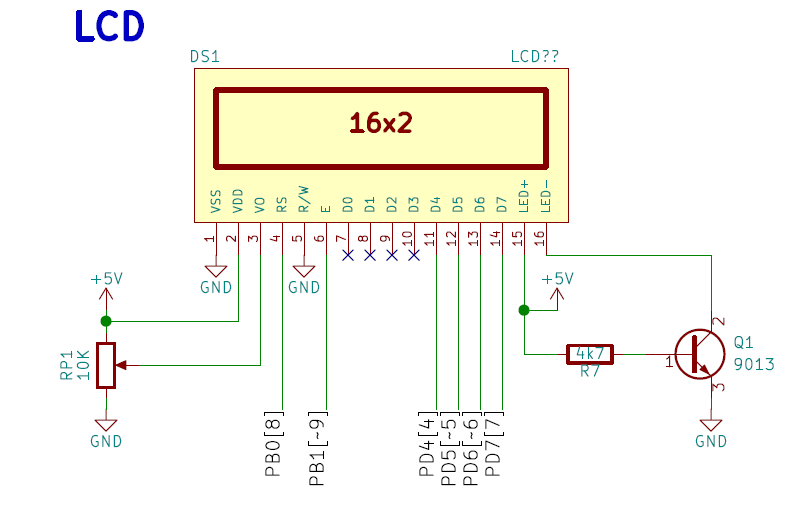 LCD
DS1 LCD??
16x2
VSS VDD VO RS R/W E D0 D1 D2 D3 D4 D5 D6 D7 LED+ LED-
1 2 3 4 5 6 7 8 9 10 11 12 13 14 15 16
+5V GND GND +5V
RP1 10K
4k7
R7
Q1
9013
1 2 3
GND GND
PB0[8] PB1[~9] PD4[4] PD5[~5] PD6[~6] PD7[7]